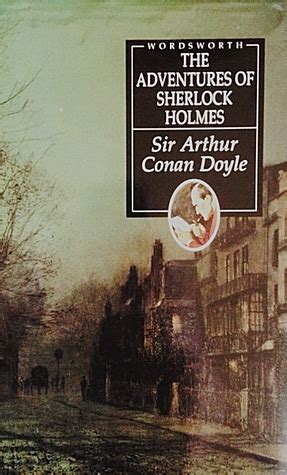 WORDSWORTH
THE
ADVENTURES OF
SHERLOCK
HOLMES
Sir Arthur
Conan Doyle